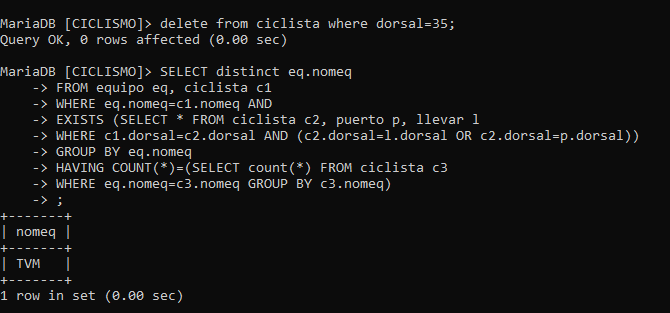 MariaDB [CICLISMO]> delete from ciclista where dorsal=35;
Query OK, 0 rows affected (0.00 sec)
MariaDB [CICLISMO]> SELECT distinct eq.nomeq
-> FROM equipo eq, ciclista c1
-> WHERE eq.nomeq=c1.nomeq AND
-> EXISTS (SELECT * FROM ciclista c2, puerto p, llevar l
-> WHERE c1.dorsal=c2.dorsal AND (c2.dorsal=l.dorsal OR c2.dorsal=p.dorsal))
-> GROUP BY eq.nomeq
-> HAVING COUNT(*)=(SELECT count(*) FROM ciclista c3
-> WHERE eq.nomeq=c3.nomeq GROUP BY c3.nomeq)
-> ;
+-------+
| nomeq |
+-------+
| TVM   |
+-------+
1 row in set (0.00 sec)